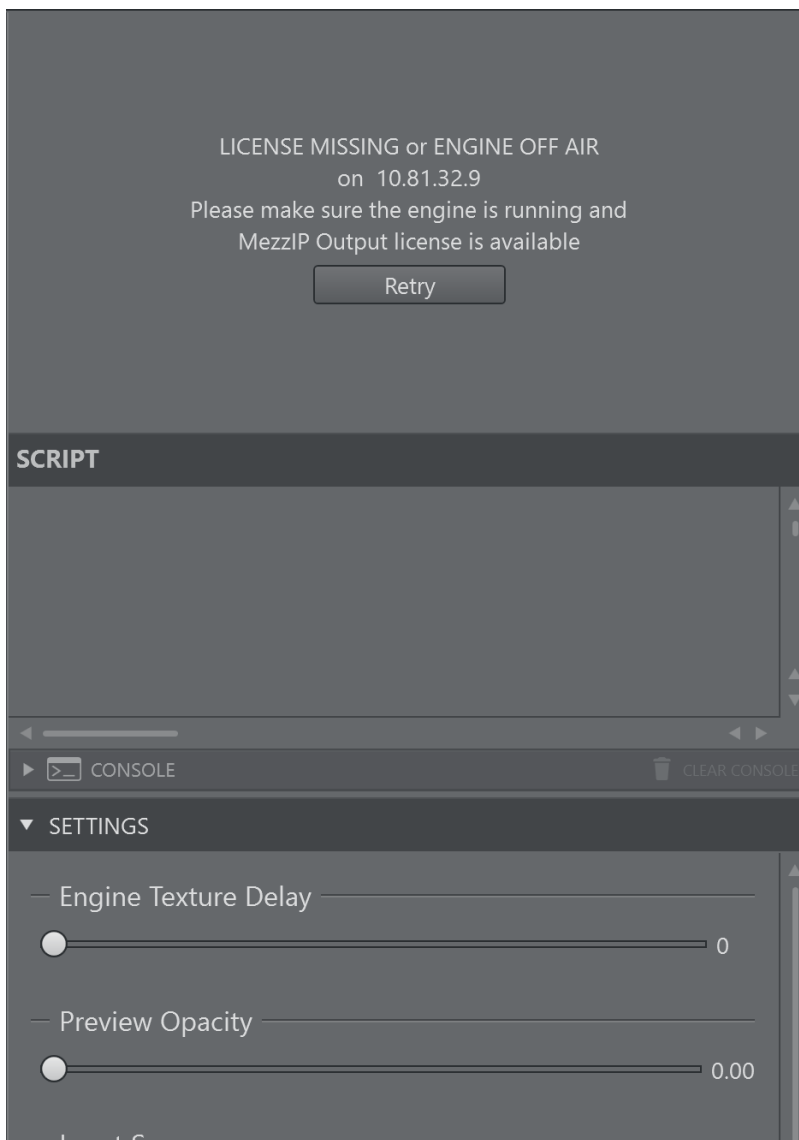 LICENSE MISSING or ENGINE OFF AIR
on 10.81.32.9
Please make sure the engine is running and
MezzIP Output license is available
Retry
SCRIPT
CONSOLE
CLEAR CONSOLE
SETTINGS
Engine Texture Delay
0
Preview Opacity
0.00